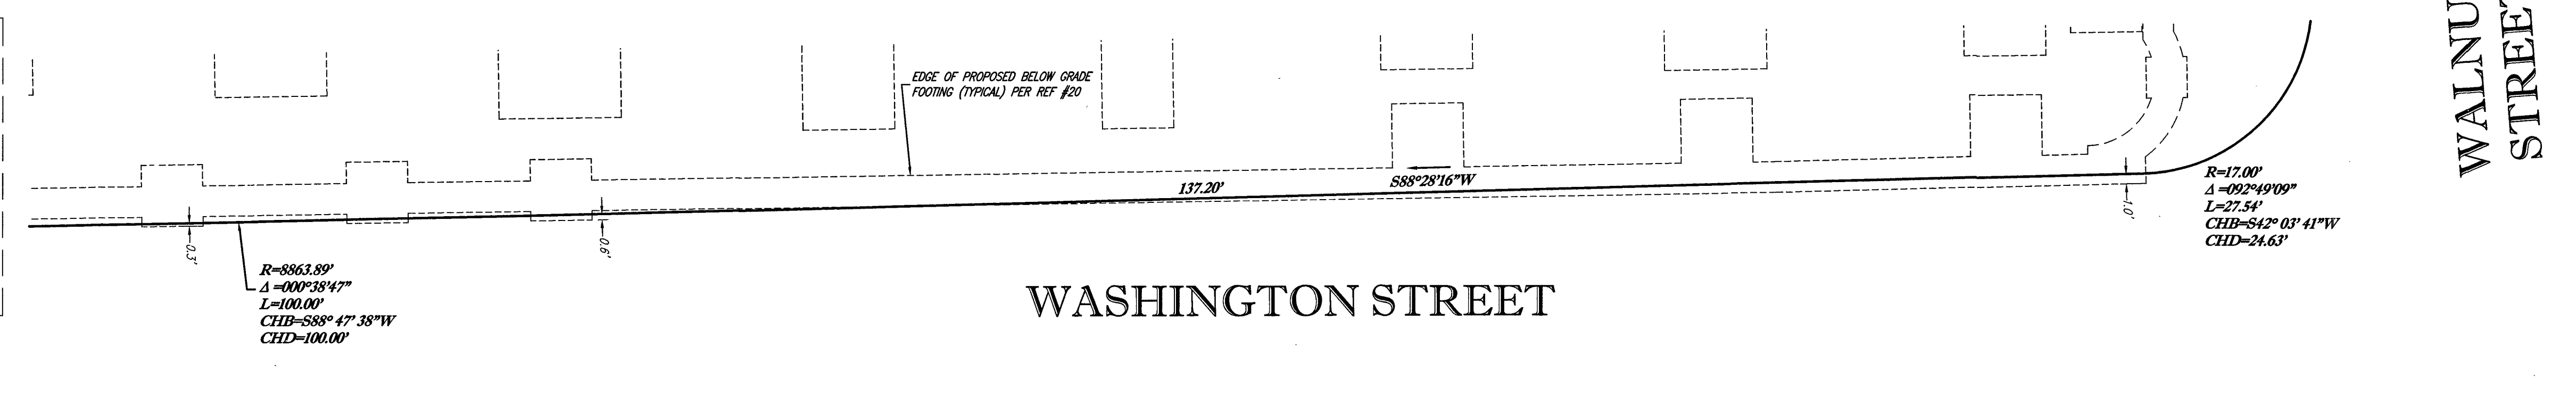 EDGE OF PROPOSED BELOW GRADE
FOOTING (TYPICAL) PER REF #20
137.20'
S88°28'16"W
0.3'
0.6'
1.0'
R=8863.89'
Δ=000°38'47"
L=100.00'
CHB=S88° 47' 38"W
CHD=100.00'
WASHINGTON STREET
R=17.00'
Δ=092°49'09"
L=27.54'
CHB=S42° 03' 41"W
CHD=24.63'
WALNU
STREET